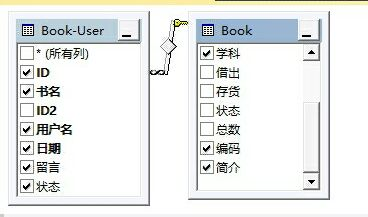 Book-User
* (所有列)
ID
书名
ID2
用户名
日期
留言
状态
Book
学科
借出
存货
状态
总数
编码
简介